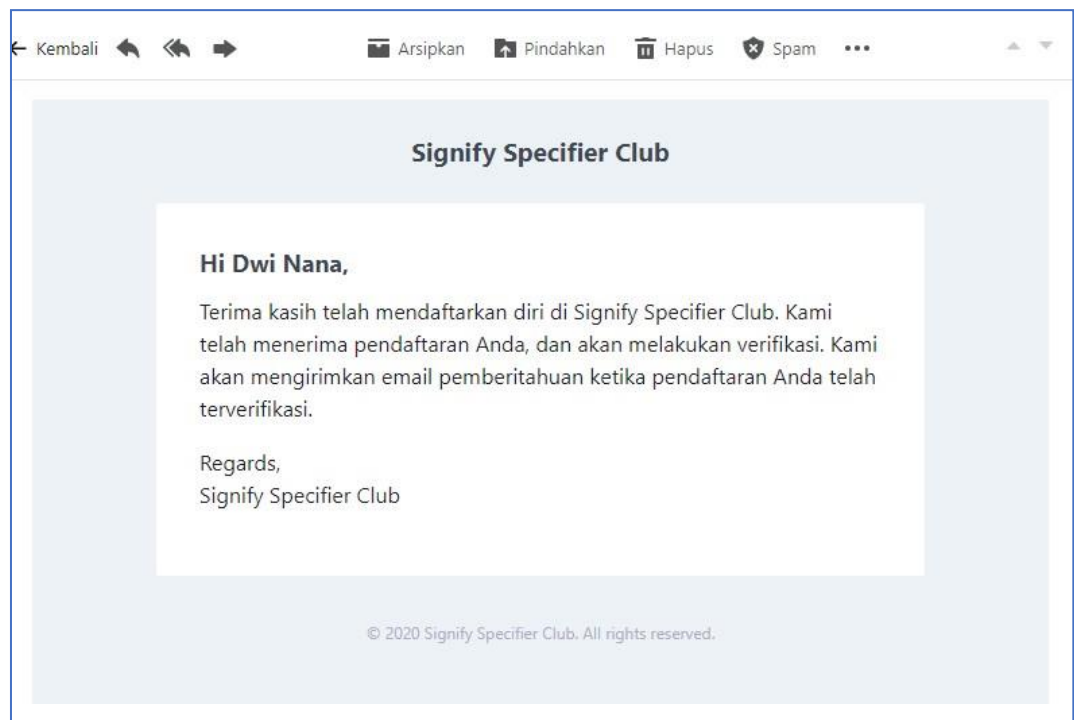 Kembali Arsipkan Pindahkan Hapus Spam
Signify Specifier Club
Hi Dwi Nana,
Terima kasih telah mendaftarkan diri di Signify Specifier Club. Kami
telah menerima pendaftaran Anda, dan akan melakukan verifikasi. Kami
akan mengirimkan email pemberitahuan ketika pendaftaran Anda telah
terverifikasi.
Regards,
Signify Specifier Club
© 2020 Signify Specifier Club. All rights reserved.